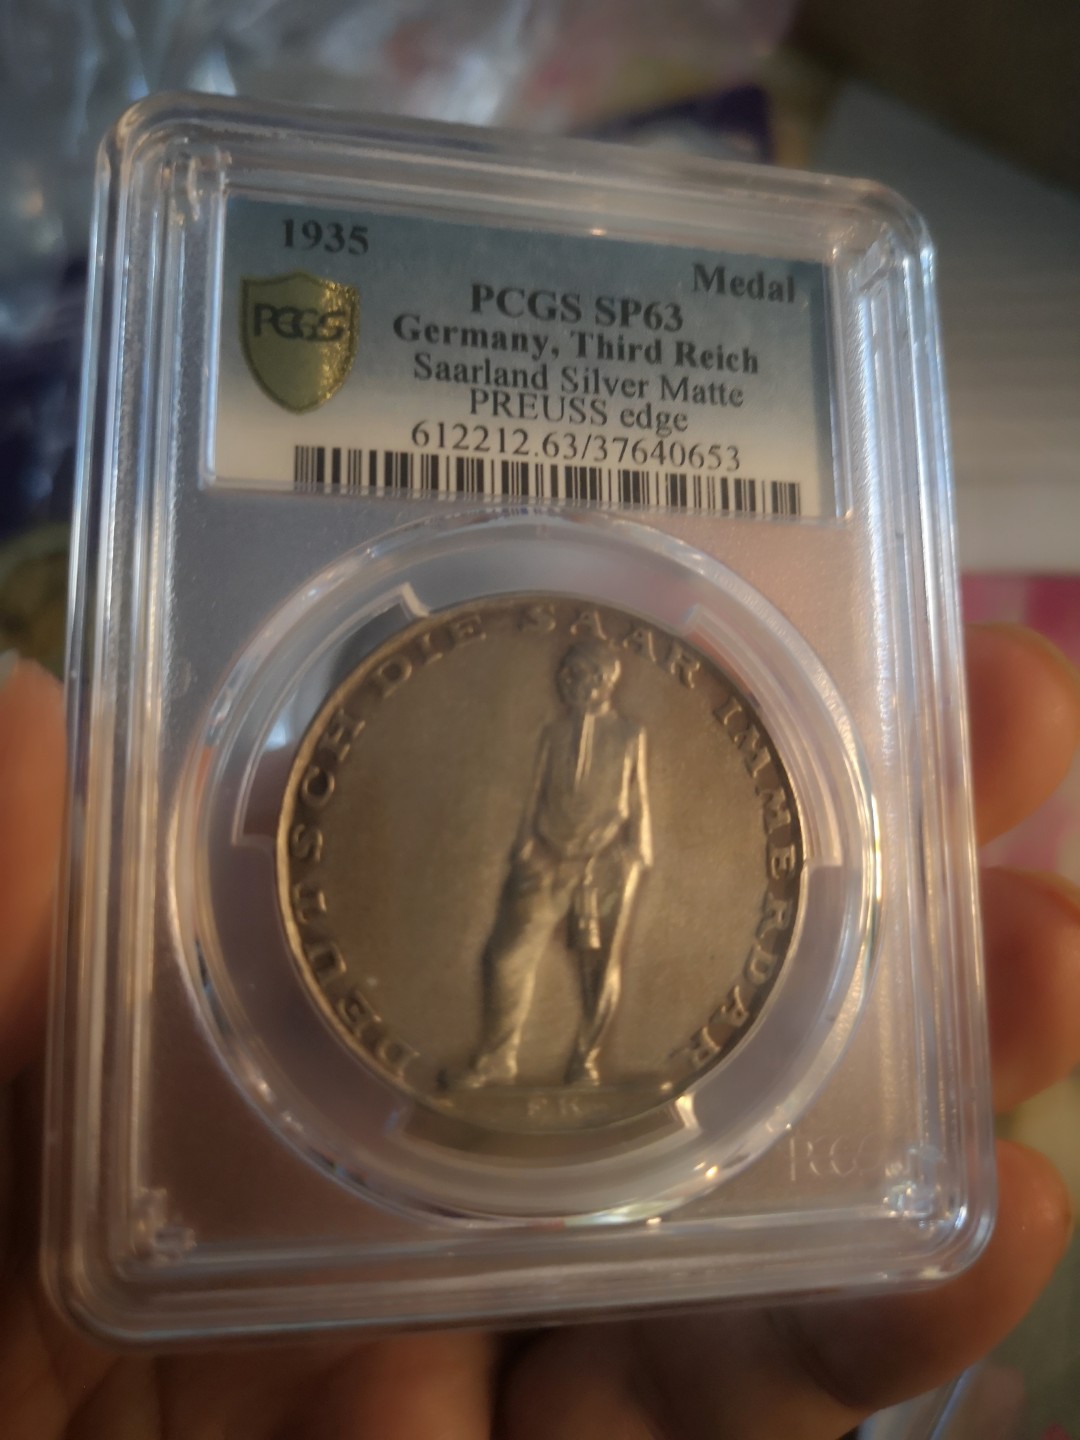 1935
Medal
PCGS
PCGS SP63
Germany, Third Reich
Saarland Silver Matte
PREUSS edge
612212.63/37640653
DEUTSCH DIE SAAR IMMERDAR
PCGS